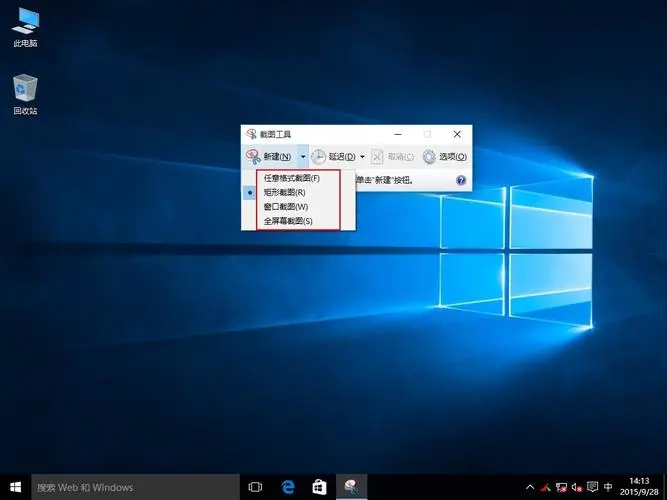 此电脑
回收站
截图工具
新建(N) 延迟(D) 取消(C) 选项(O)
任意格式截图(F)
单击"新建"按钮。
矩形截图(R)
窗口截图(W)
全屏幕截图(S)
搜索 Web 和 Windows
中
14:13
2015/9/28